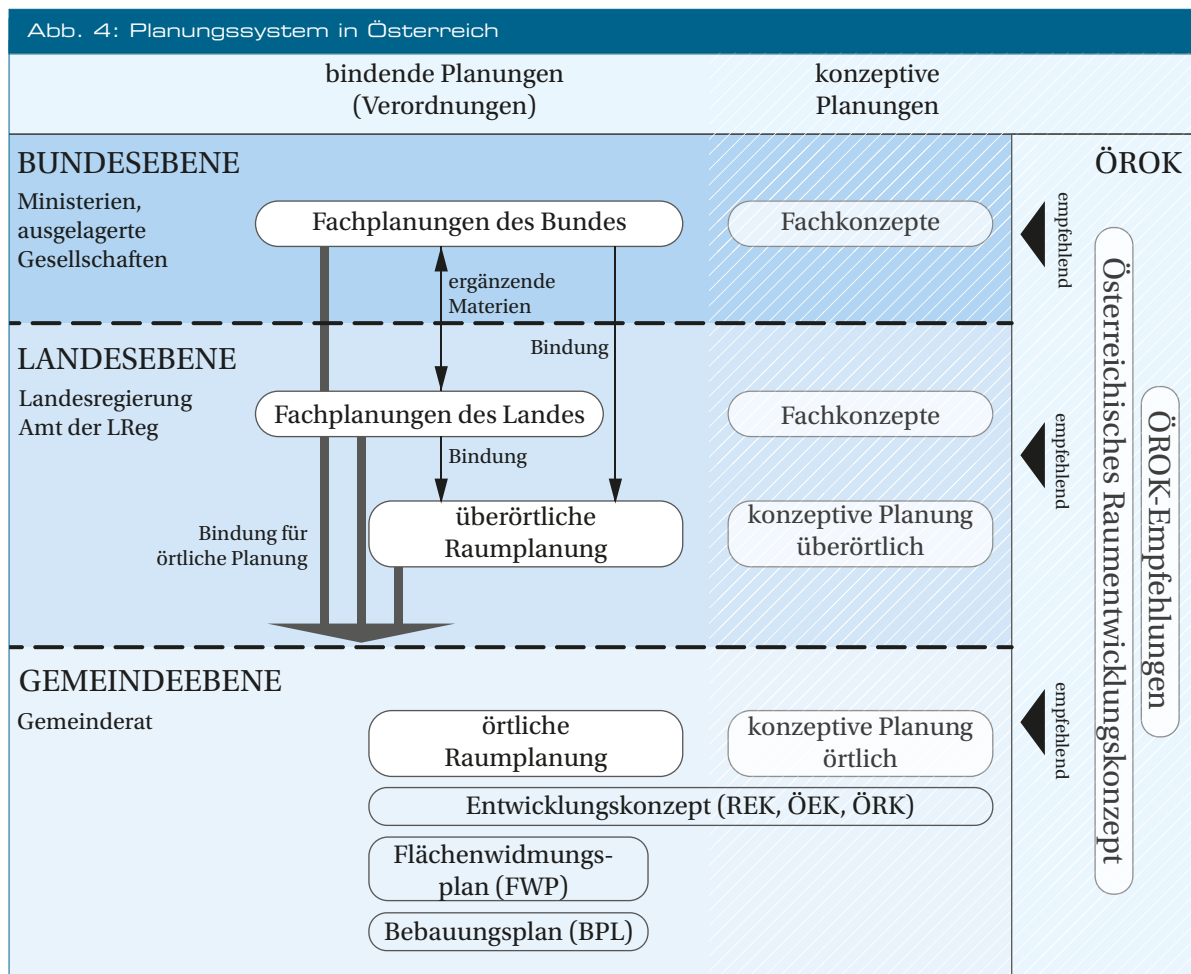 Abb. 4: Planungssystem in Österreich
bindende Planungen
(Verordnungen)
konzeptive
Planungen
BUNDESEBENE
Ministerien,
ausgelagerte
Gesellschaften
Fachplanungen des Bundes
Fachkonzepte
ergänzende
Materien
Bindung
LANDESEBENE
Landesregierung
Amt der LReg
Fachplanungen des Landes
Fachkonzepte
Bindung
überörtliche
Raumplanung
konzeptive Planung
überörtlich
Bindung für
örtliche Planung
GEMEINDEEBENE
Gemeinderat
örtliche
Raumplanung
konzeptive Planung
örtlich
Entwicklungskonzept (REK, ÖEK, ÖRK)
Flächenwidmungs-
plan (FWP)
Bebauungsplan (BPL)
ÖROK
empfehlend
empfehlend
empfehlend
Österreichisches Raumentwicklungskonzept
ÖROK-Empfehlungen